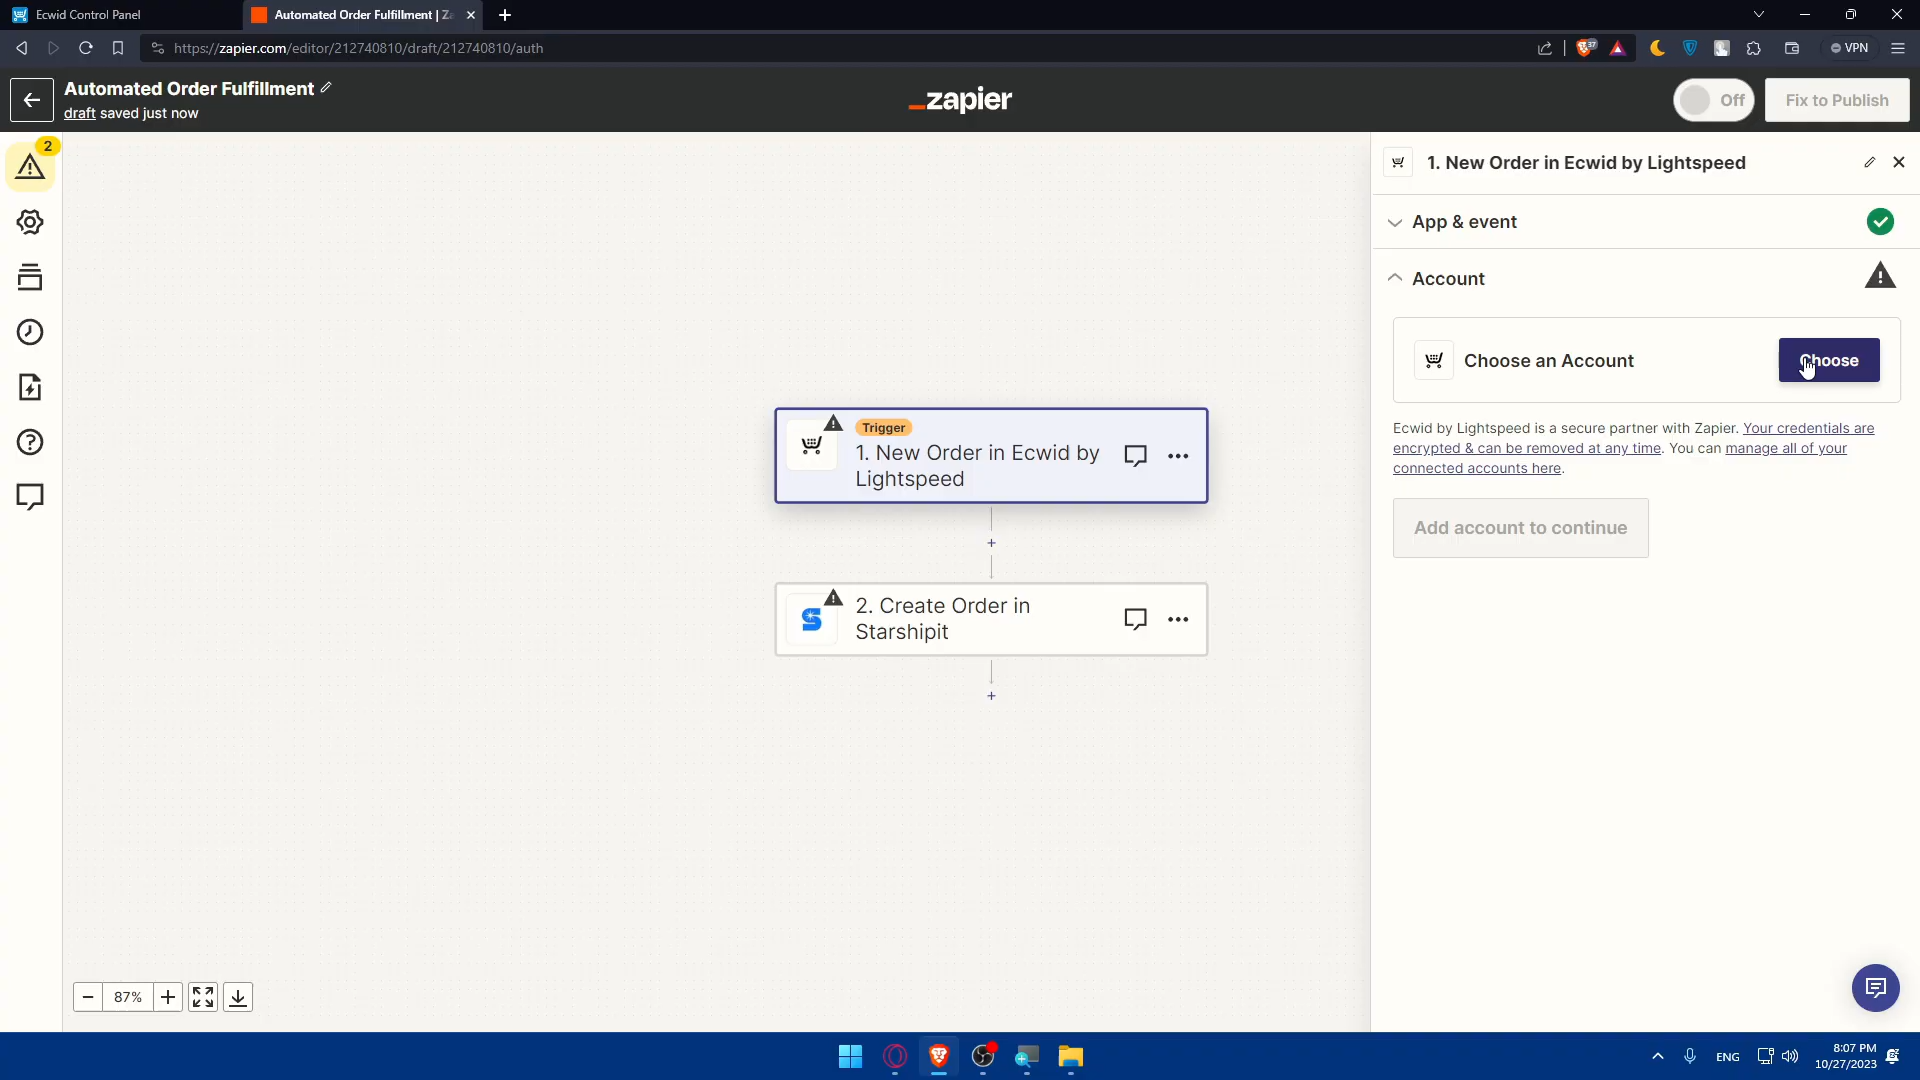 Ecwid Control Panel
Automated Order Fulfillment | Za
https://zapier.com/editor/212740810/draft/212740810/auth
37
VPN
Automated Order Fulfillment
draft saved just now
zapier
Off
Fix to Publish
2
1. New Order in Ecwid by Lightspeed
App & event
Account
Choose an Account
Choose
Ecwid by Lightspeed is a secure partner with Zapier. Your credentials are
encrypted & can be removed at any time. You can manage all of your
connected accounts here.
Add account to continue
Trigger
1. New Order in Ecwid by
Lightspeed
2. Create Order in
Starshipit
87%
ENG
8:07 PM
10/27/2023